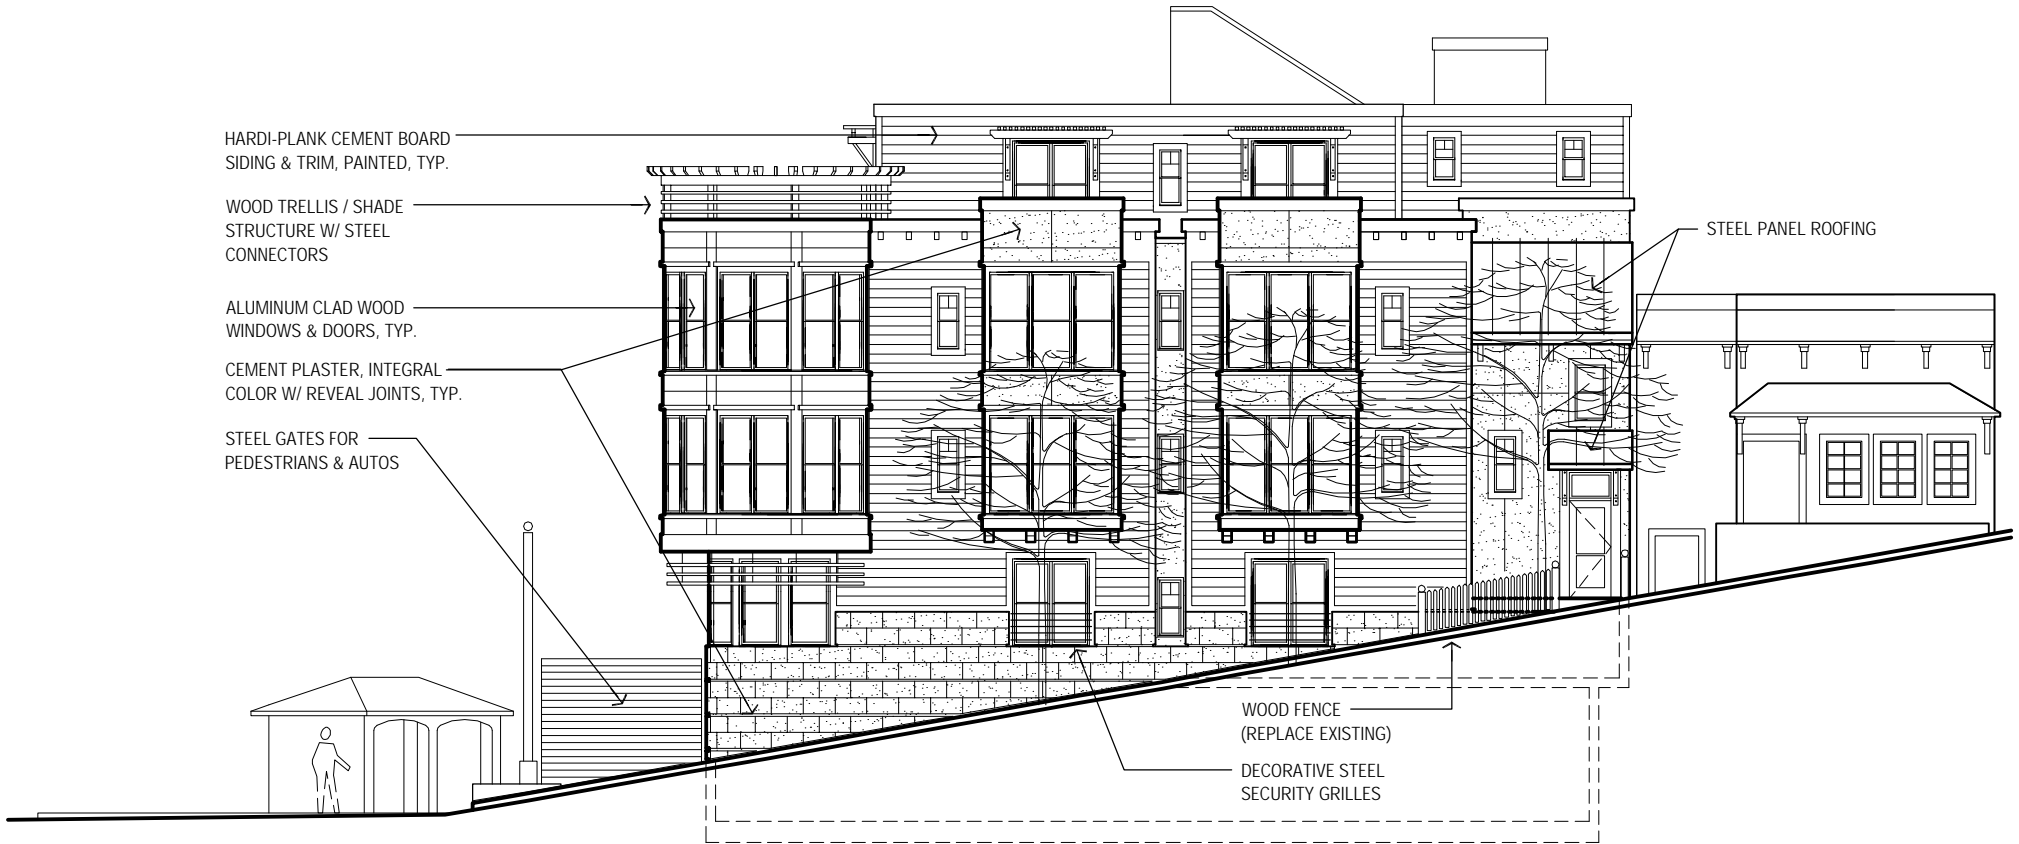 HARDI-PLANK CEMENT BOARD
SIDING & TRIM, PAINTED, TYP.
WOOD TRELLIS / SHADE
STRUCTURE W/ STEEL
CONNECTORS
ALUMINUM CLAD WOOD
WINDOWS & DOORS, TYP.
CEMENT PLASTER, INTEGRAL
COLOR W/ REVEAL JOINTS, TYP.
STEEL GATES FOR
PEDESTRIANS & AUTOS
STEEL PANEL ROOFING
WOOD FENCE
(REPLACE EXISTING)
DECORATIVE STEEL
SECURITY GRILLES